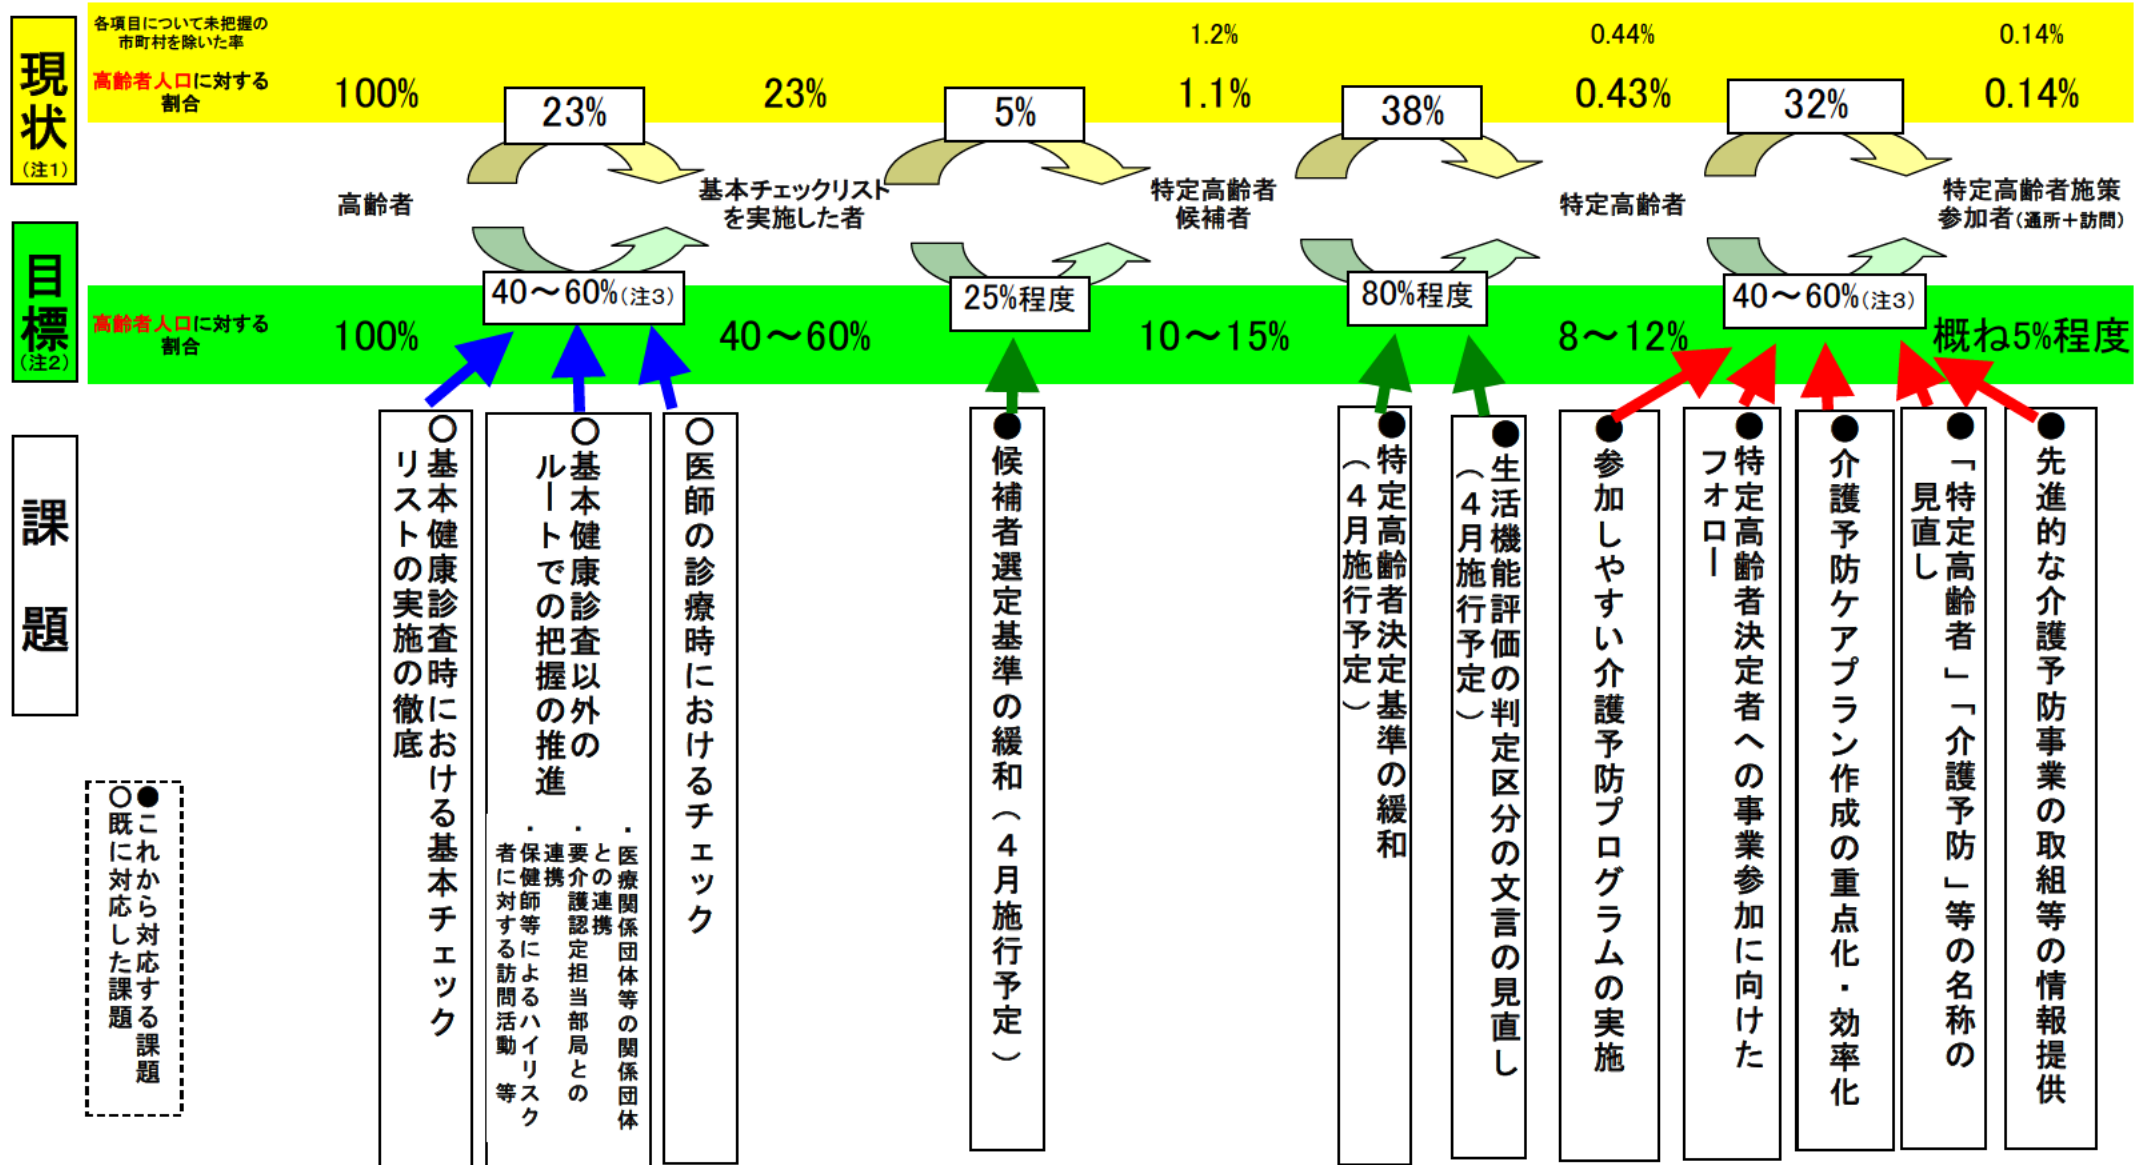 現状
(注1)
各項目について未把握の
市町村を除いた率
1.2%
0.44%
0.14%
高齢者人口に対する
割合
100%
23%
23%
5%
1.1%
38%
0.43%
32%
0.14%
高齢者
基本チェックリスト
を実施した者
特定高齢者
候補者
特定高齢者
特定高齢者施策
参加者(通所+訪問)
目標
(注2)
高齢者人口に対する
割合
100%
40~60%(注3)
40~60%
25%程度
10~15%
80%程度
8~12%
40~60%(注3)
概ね5%程度
課題
○基本健康診査時における基本チェック
リストの実施の徹底
○基本健康診査以外の
ルートでの把握の推進
・医療関係団体等の関係団体
との連携
・要介護認定担当部局との
連携
・保健師等によるハイリスク
者に対する訪問活動 等
○医師の診療時におけるチェック
●候補者選定基準の緩和(4月施行予定)
●特定高齢者決定基準の緩和
(4月施行予定)
●生活機能評価の判定区分の文言の見直し
(4月施行予定)
●参加しやすい介護予防プログラムの実施
●特定高齢者決定者への事業参加に向けた
フォロー
●介護予防ケアプラン作成の重点化・効率化
●「特定高齢者」「介護予防」等の名称の
見直し
●先進的な介護予防事業の取組等の情報提供
●これから対応する課題
○既に対応した課題